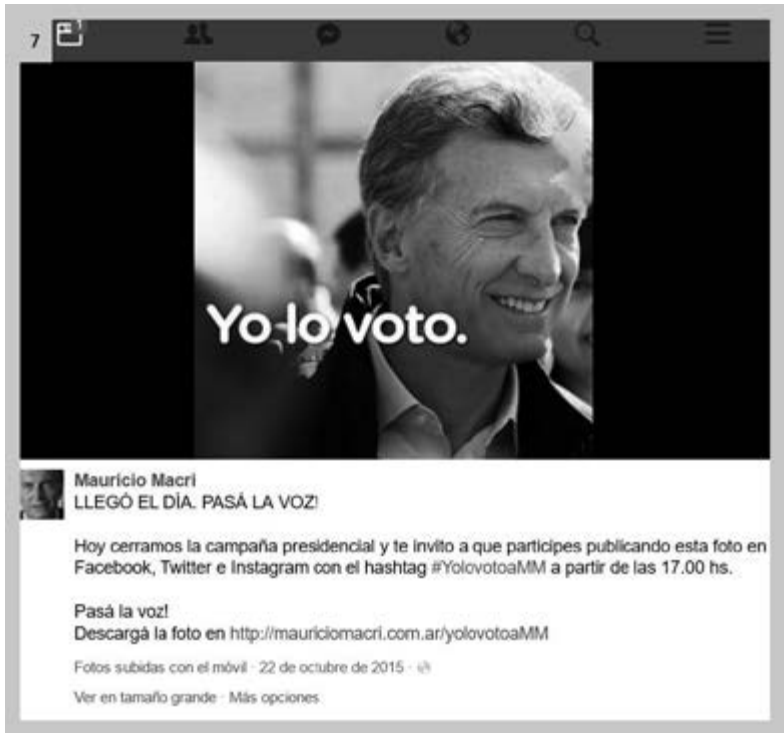 7
Yo lo voto.
Mauricio Macri
LLEGÓ EL DÍA. PASÁ LA VOZ!
Hoy cerramos la campaña presidencial y te invito a que participes publicando esta foto en
Facebook, Twitter e Instagram con el hashtag #YolovotoaMM a partir de las 17.00 hs.
Pasá la voz!
Descargá la foto en http://mauriciomacri.com.ar/yolovotoaMM
Fotos subidas con el móvil · 22 de octubre de 2015 ·
Ver en tamaño grande · Más opciones